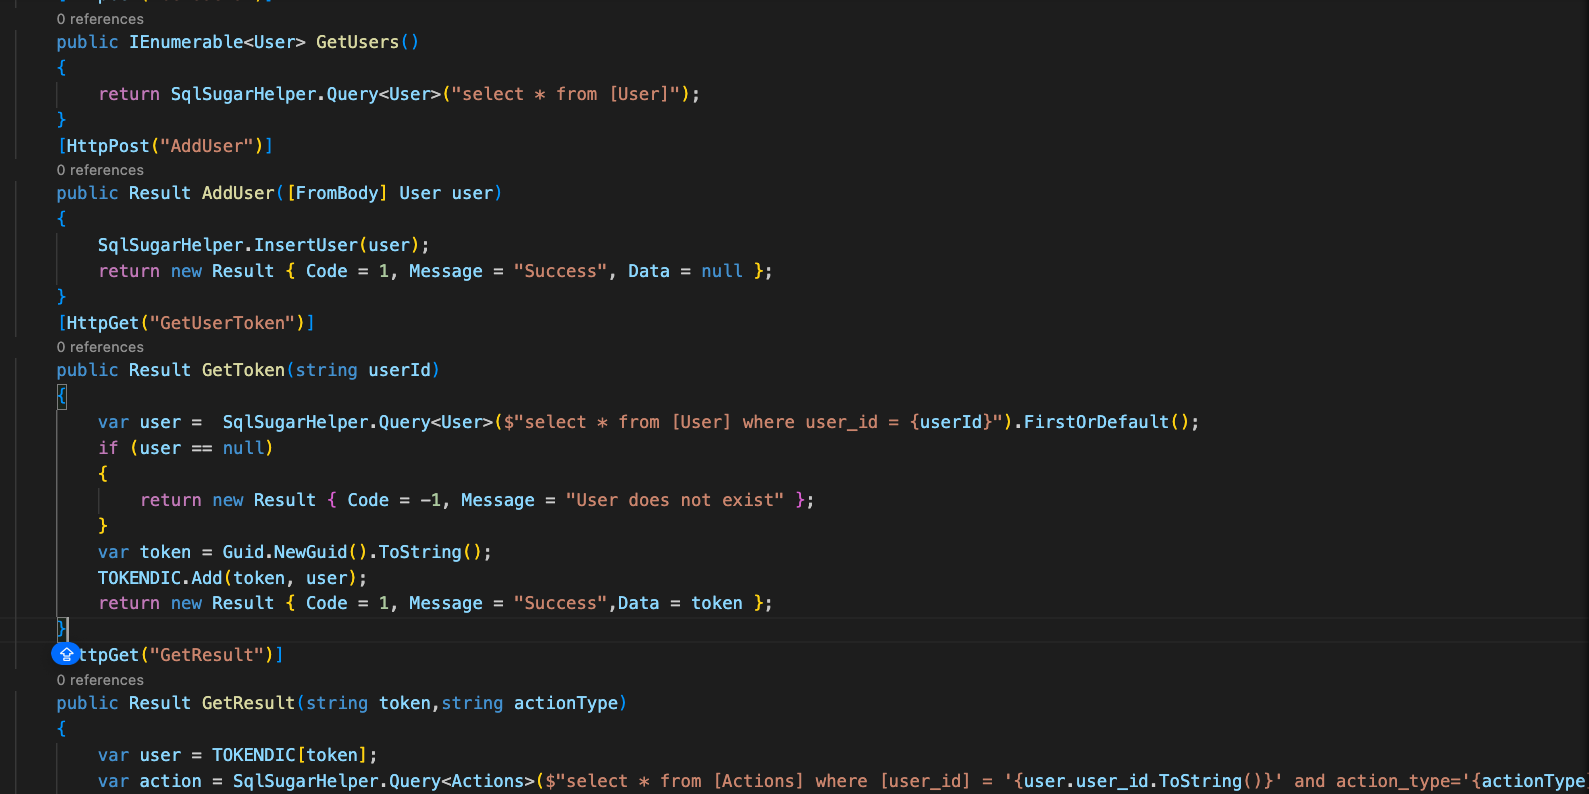 0 references
public IEnumerable<User> GetUsers()
{
return SqlSugarHelper.Query<User>("select * from [User]");
}
[HttpPost("AddUser")]
0 references
public Result AddUser([FromBody] User user)
{
SqlSugarHelper.InsertUser(user);
return new Result { Code = 1, Message = "Success", Data = null };
}
[HttpGet("GetUserToken")]
0 references
public Result GetToken(string userId)
{
var user =  SqlSugarHelper.Query<User>($"select * from [User] where user_id = {userId}").FirstOrDefault();
if (user == null)
{
return new Result { Code = -1, Message = "User does not exist" };
}
var token = Guid.NewGuid().ToString();
TOKENDIC.Add(token, user);
return new Result { Code = 1, Message = "Success",Data = token };
}
ttpGet("GetResult")]
0 references
public Result GetResult(string token,string actionType)
{
var user = TOKENDIC[token];
var action = SqlSugarHelper.Query<Actions>($"select * from [Actions] where [user_id] = '{user.user_id.ToString()}' and action_type='{actionType